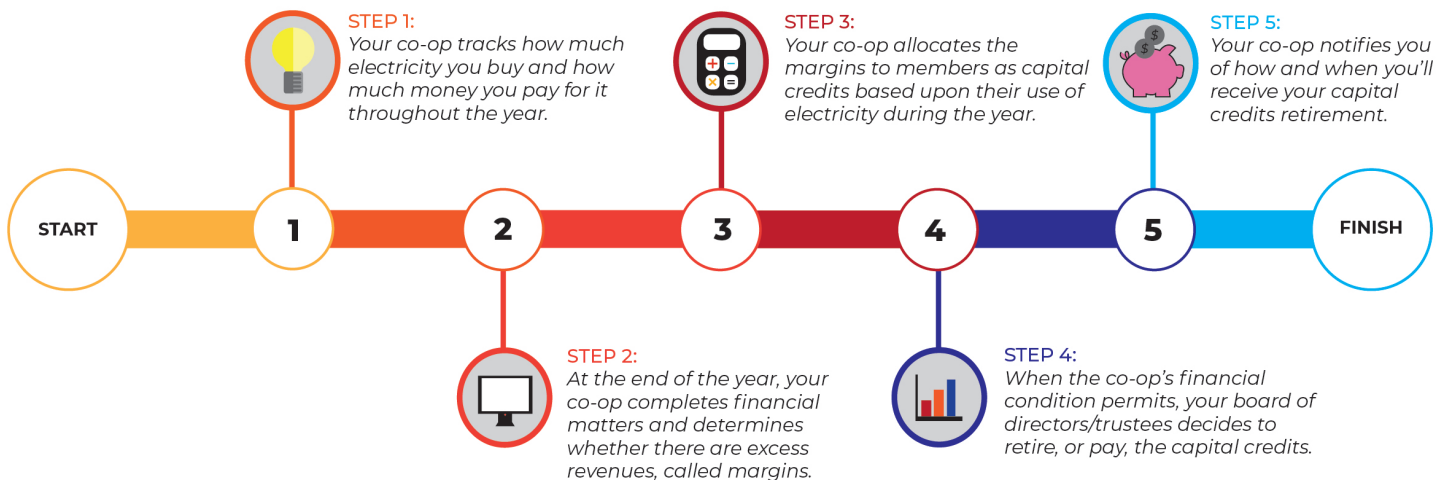 STEP 1:
Your co-op tracks how much
electricity you buy and how
much money you pay for it
throughout the year.
STEP 3:
Your co-op allocates the
margins to members as capital
credits based upon their use of
electricity during the year.
STEP 5:
Your co-op notifies you
of how and when you'll
receive your capital
credits retirement.
$
$
+
−
×
=
START
1
2
3
4
5
FINISH
STEP 2:
At the end of the year, your
co-op completes financial
matters and determines
whether there are excess
revenues, called margins.
STEP 4:
When the co-op's financial
condition permits, your board of
directors/trustees decides to
retire, or pay, the capital credits.